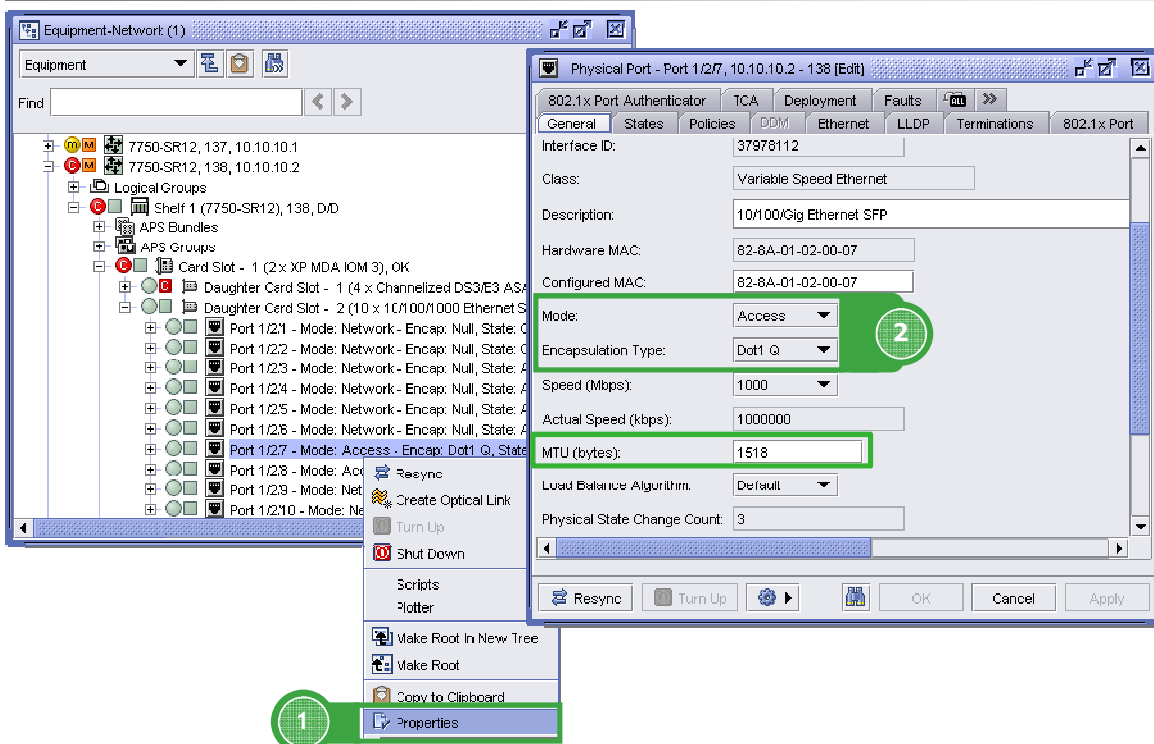 Equipment-Network (1)
Equipment
Find
7750-SR12, 137, 10.10.10.1
7750-SR12, 138, 10.10.10.2
Logical Groups
Shelf 1 (7750-SR12), 138, D/D
APS Bundles
APS Groups
Card Slot - 1 (2 x XP MDA IOM 3), OK
Daughter Card Slot - 1 (4 x Channelized DS3/E3 ASA
Daughter Card Slot - 2 (10 x 10/100/1000 Ethernet S
Port 1/2/1 - Mode: Network - Encap: Null, State: O
Port 1/2/2 - Mode: Network - Encap: Null, State: O
Port 1/2/3 - Mode: Network - Encap: Null, State: A
Port 1/2/4 - Mode: Network - Encap: Null, State: A
Port 1/2/5 - Mode: Network - Encap: Null, State: A
Port 1/2/6 - Mode: Network - Encap: Null, State: A
Port 1/2/7 - Mode: Access - Encap: Dot1 Q, State
Port 1/2/8 - Mode: Acc
Port 1/2/9 - Mode: Net
Port 1/2/10 - Mode: Ne
Resync
Create Optical Link
Turn Up
Shut Down
Scripts
Plotter
Make Root In New Tree
Make Root
Copy to Clipboard
1
Properties
Physical Port - Port 1/2/7, 10.10.10.2 - 138 [Edit]
802.1x Port Authenticator TCA Deployment Faults ALL
General States Policies DDM Ethernet LLDP Terminations 802.1x Port
Interface ID: 37978112
Class: Variable Speed Ethernet
Description: 10/100/Gig Ethernet SFP
Hardware MAC: 82-8A-01-02-00-07
Configured MAC: 82-8A-01-02-00-07
Mode: Access
2
Encapsulation Type: Dot1 Q
Speed (Mbps): 1000
Actual Speed (kbps): 1000000
MTU (bytes): 1518
Load Balance Algorithm: Default
Physical State Change Count: 3
Resync Turn Up OK Cancel Apply